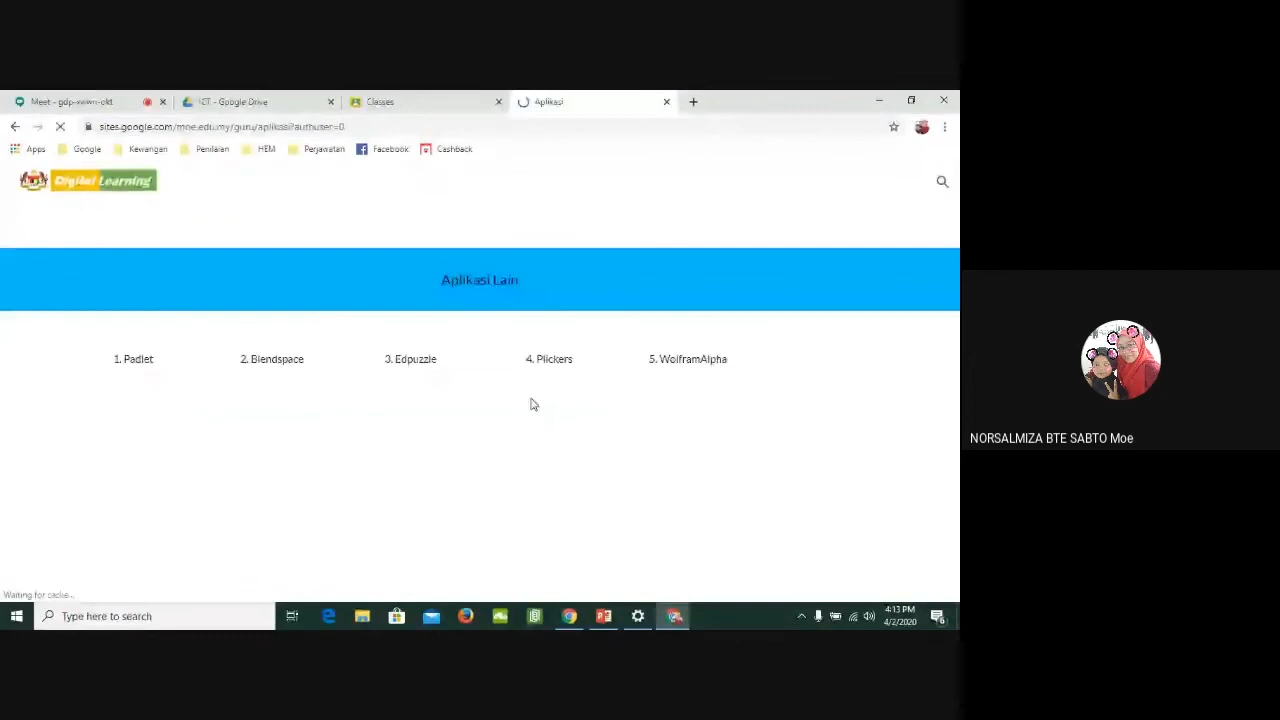 Meet - gdp-xwwn-okt
ICT - Google Drive
Classes
Aplikasi
sites.google.com/moe.edu.my/guru/aplikasi?authuser=0
Apps Google Kewangan Penilaian HEM Perjawatan Facebook Cashback
Digital Learning
Aplikasi Lain
1. Padlet 2. Blendspace 3. Edpuzzle 4. Plickers 5. WolframAlpha
NORSALMIZA BTE SABTO Moe
Waiting for cache...
Type here to search
4:13 PM
4/2/2020
6